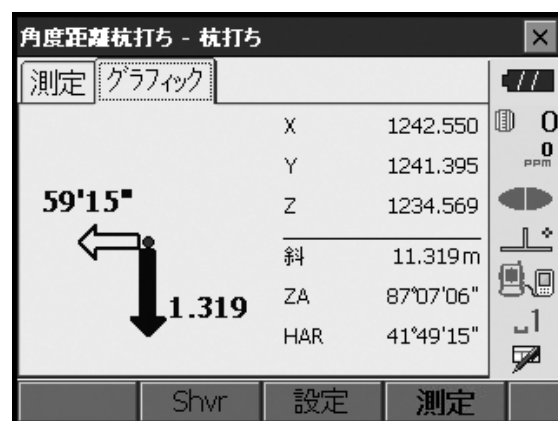 角度距離杭打ち - 杭打ち
測定 グラフィック
X 1242.550
Y 1241.395
Z 1234.569
斜 11.319m
ZA 87°07'06"
HAR 41°49'15"
59'15"
1.319
0
0
PPM
1
Shvr 設定 測定